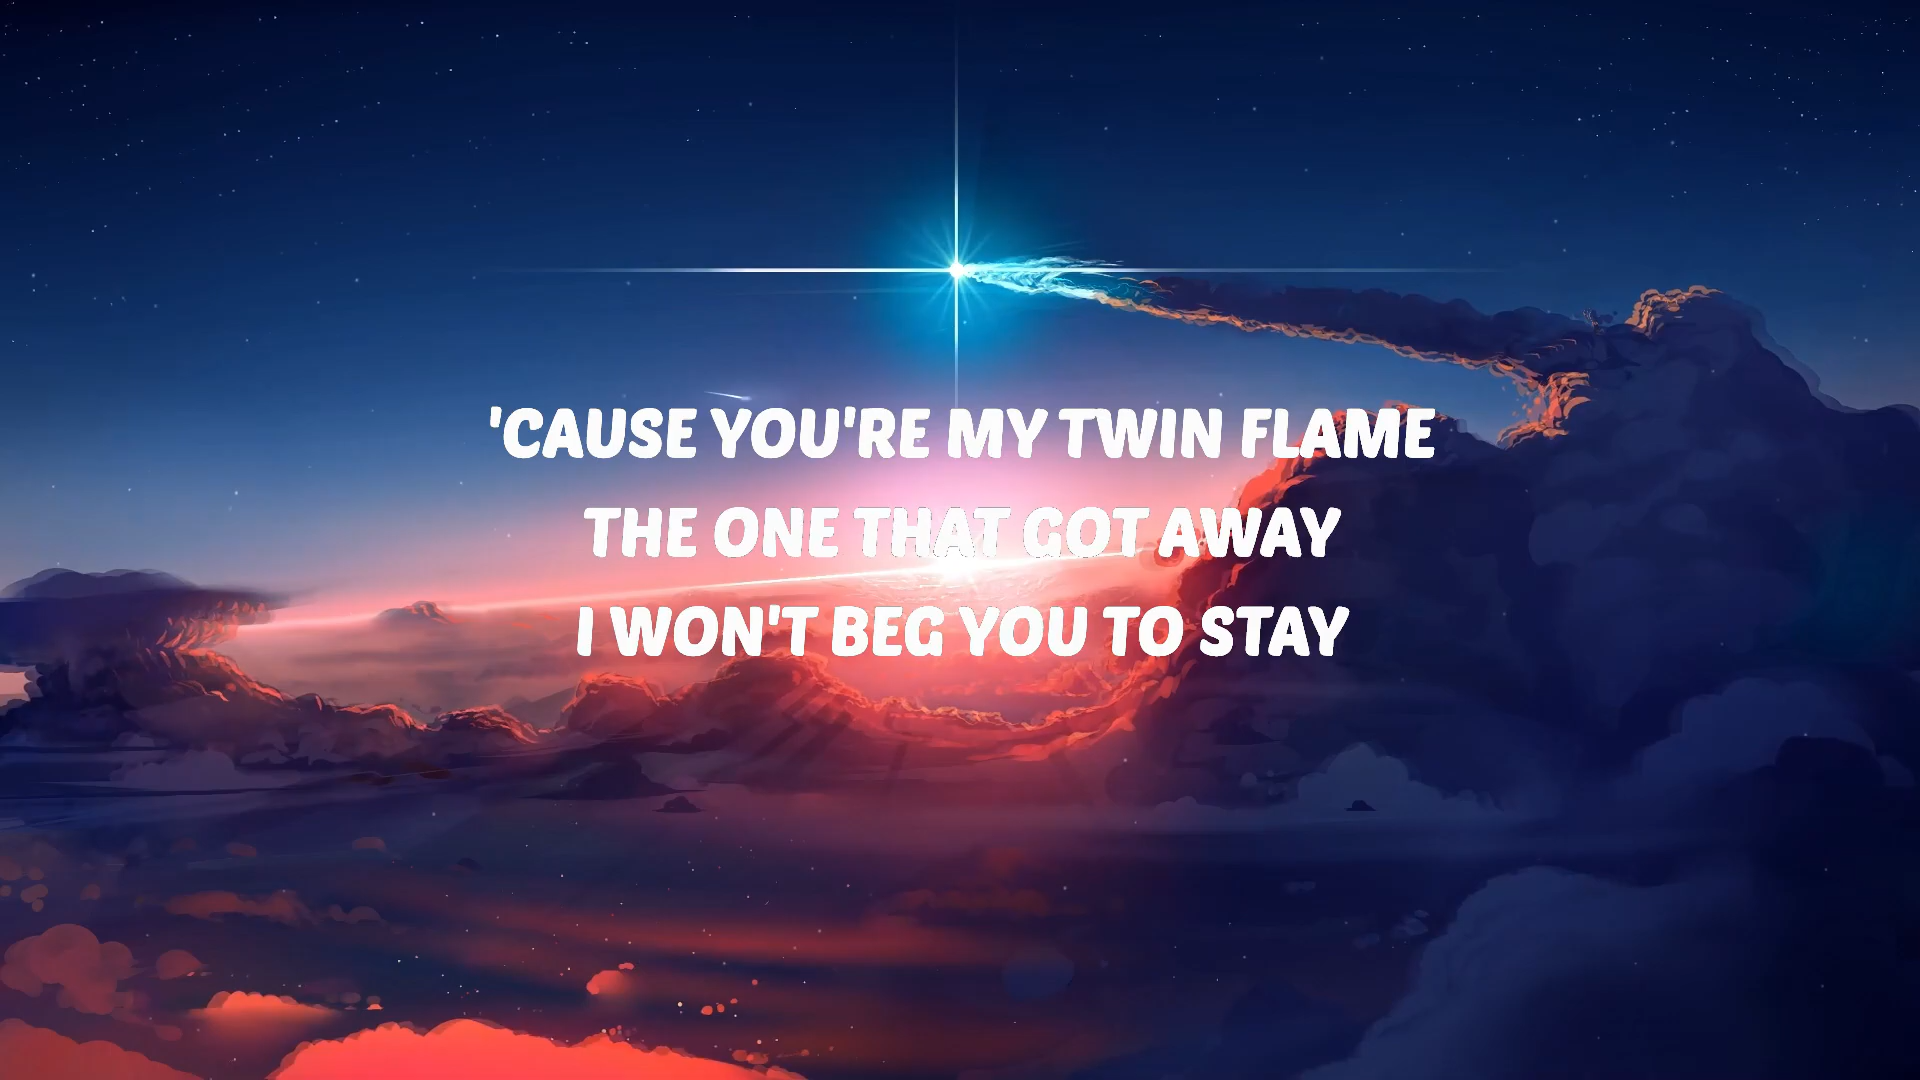 'CAUSE YOU'RE MY TWIN FLAME
THE ONE THAT GOT AWAY
I WON'T BEG YOU TO STAY